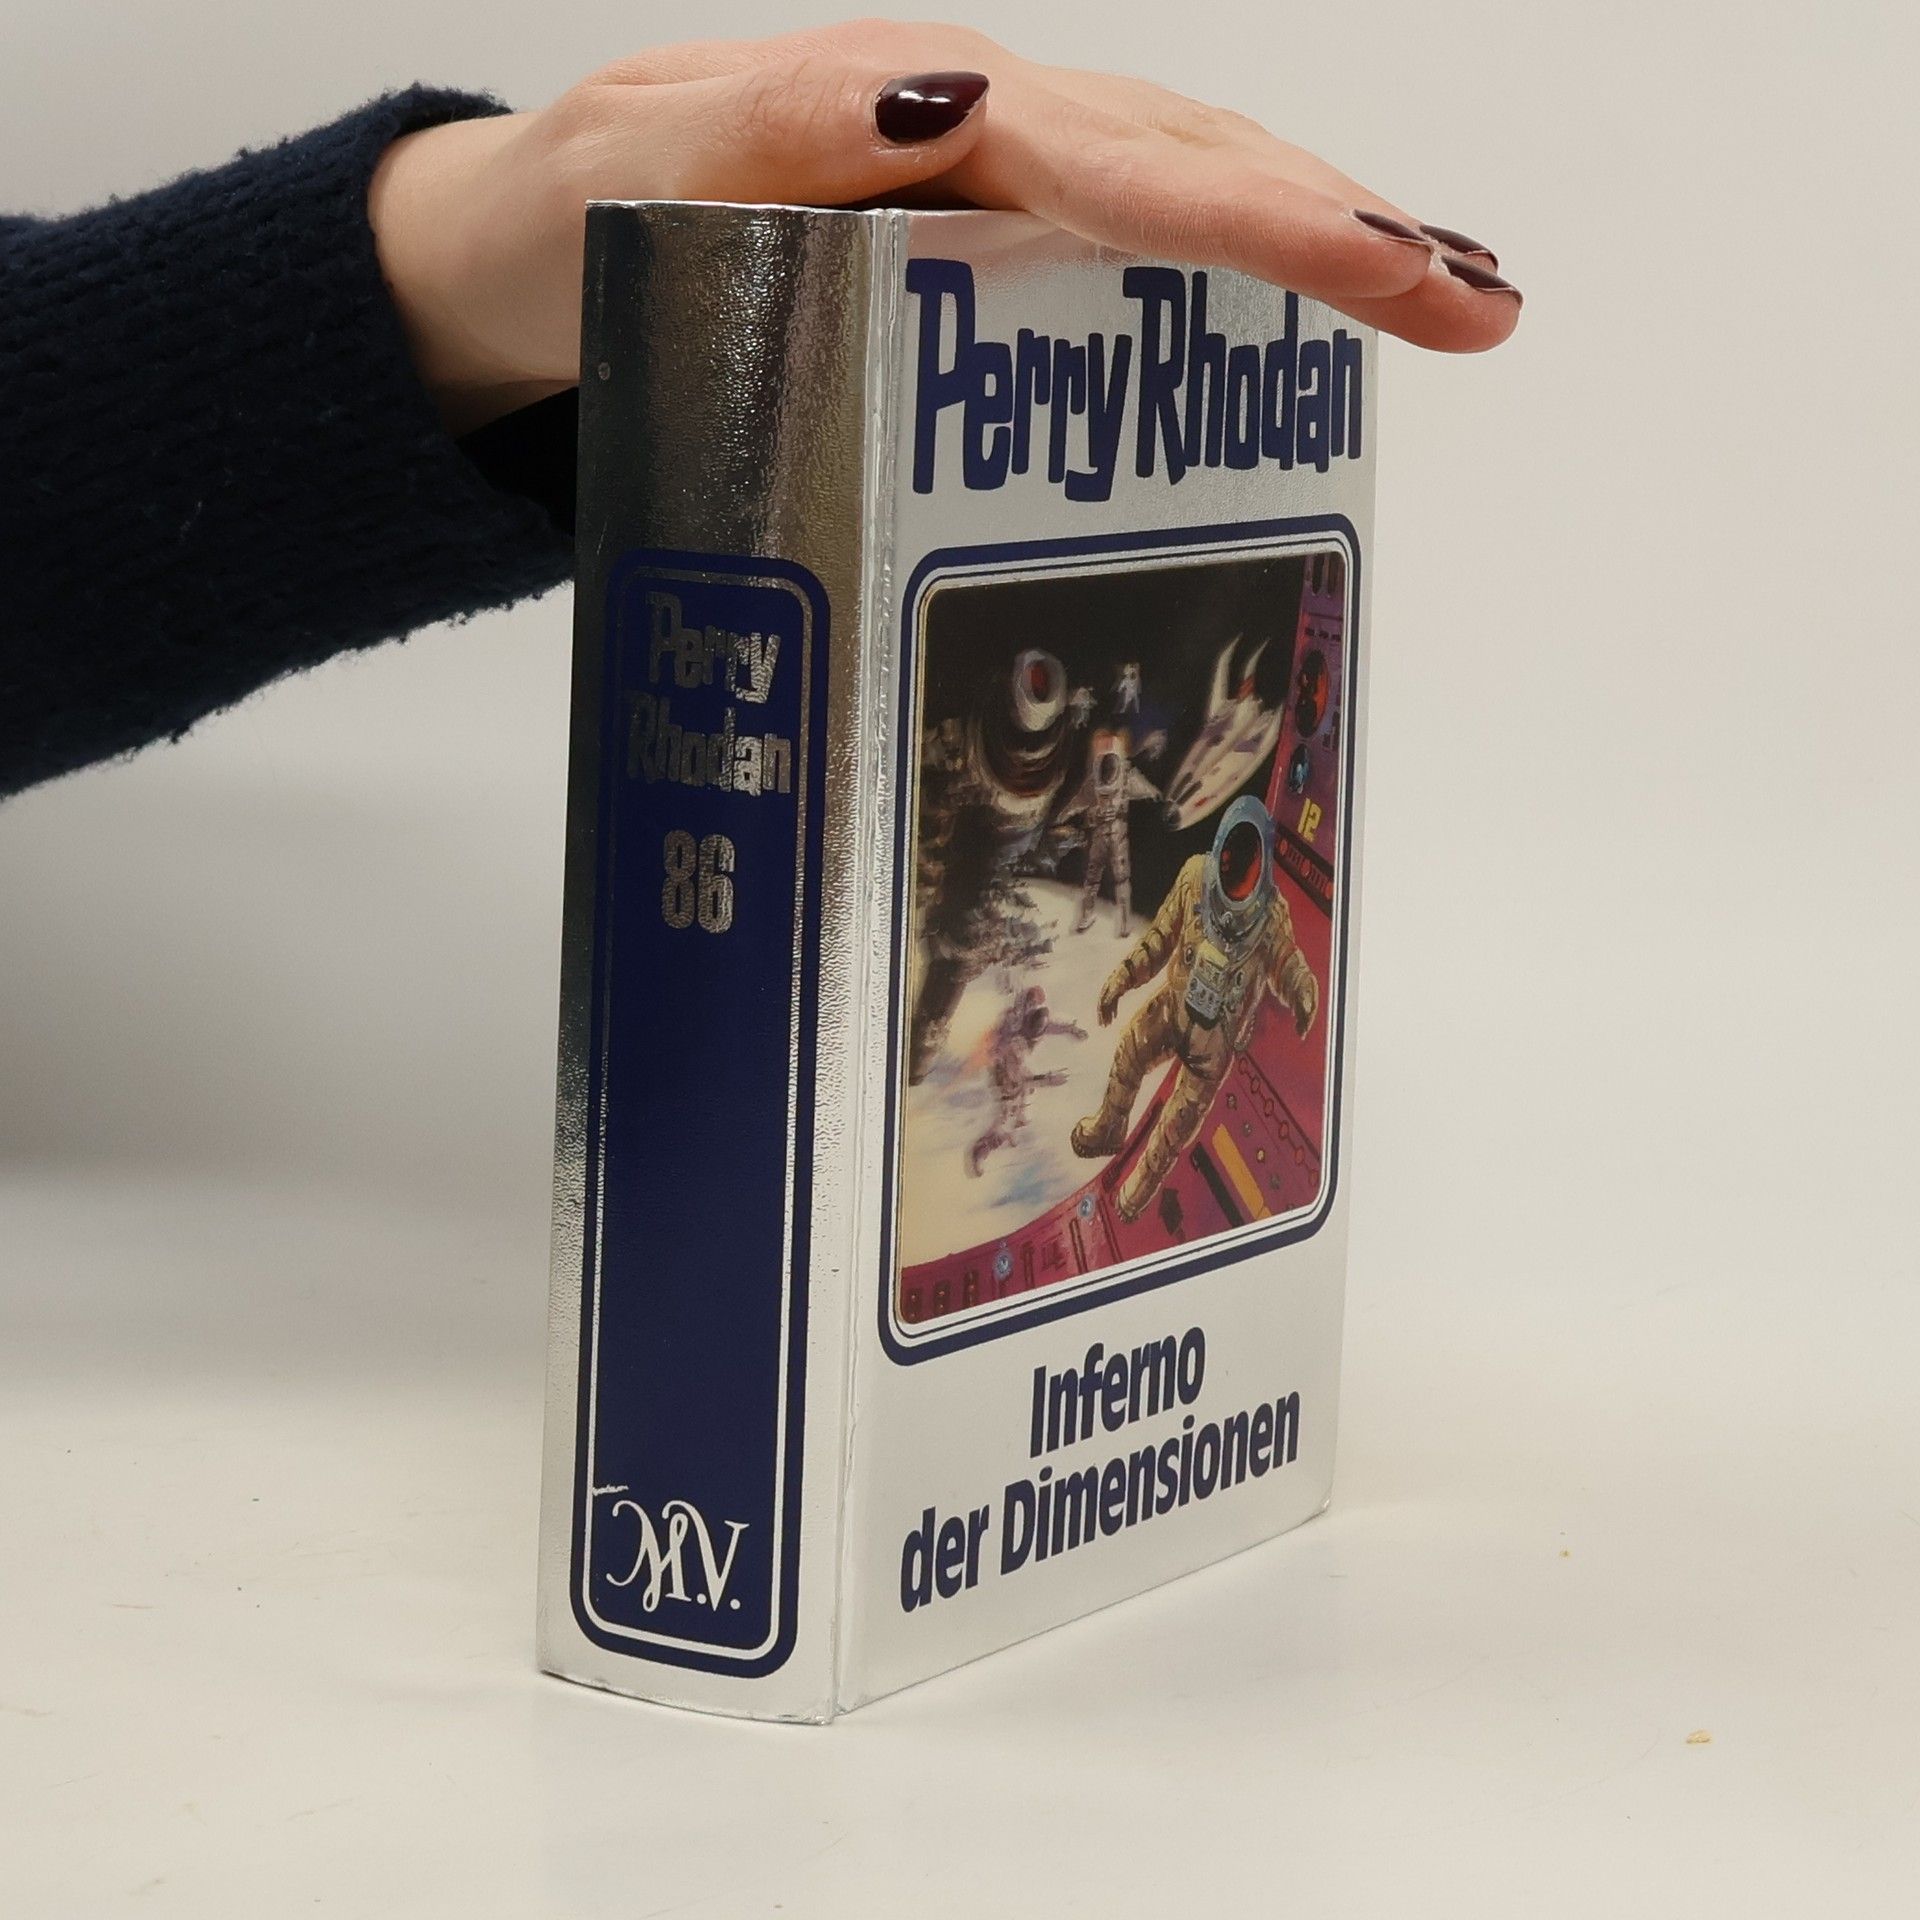 Perry
Rhodan
86
M.V.
Perry Rhodan
12
Inferno
der Dimensionen